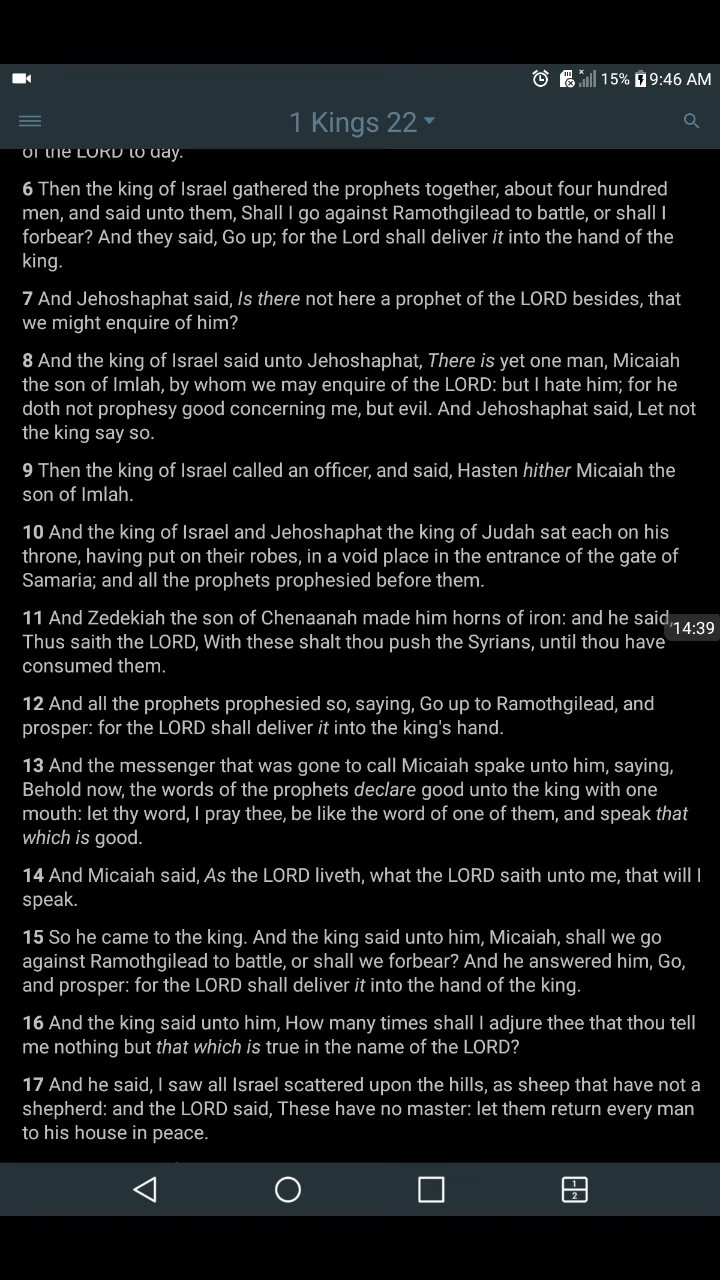 15% 9:46 AM
1 Kings 22
of the LORD to day.
6 Then the king of Israel gathered the prophets together, about four hundred
men, and said unto them, Shall I go against Ramothgilead to battle, or shall I
forbear? And they said, Go up; for the Lord shall deliver it into the hand of the
king.
7 And Jehoshaphat said, Is there not here a prophet of the LORD besides, that
we might enquire of him?
8 And the king of Israel said unto Jehoshaphat, There is yet one man, Micaiah
the son of Imlah, by whom we may enquire of the LORD: but I hate him; for he
doth not prophesy good concerning me, but evil. And Jehoshaphat said, Let not
the king say so.
9 Then the king of Israel called an officer, and said, Hasten hither Micaiah the
son of Imlah.
10 And the king of Israel and Jehoshaphat the king of Judah sat each on his
throne, having put on their robes, in a void place in the entrance of the gate of
Samaria; and all the prophets prophesied before them.
11 And Zedekiah the son of Chenaanah made him horns of iron: and he said,
14:39
Thus saith the LORD, With these shalt thou push the Syrians, until thou have
consumed them.
12 And all the prophets prophesied so, saying, Go up to Ramothgilead, and
prosper: for the LORD shall deliver it into the king's hand.
13 And the messenger that was gone to call Micaiah spake unto him, saying,
Behold now, the words of the prophets declare good unto the king with one
mouth: let thy word, I pray thee, be like the word of one of them, and speak that
which is good.
14 And Micaiah said, As the LORD liveth, what the LORD saith unto me, that will I
speak.
15 So he came to the king. And the king said unto him, Micaiah, shall we go
against Ramothgilead to battle, or shall we forbear? And he answered him, Go,
and prosper: for the LORD shall deliver it into the hand of the king.
16 And the king said unto him, How many times shall I adjure thee that thou tell
me nothing but that which is true in the name of the LORD?
17 And he said, I saw all Israel scattered upon the hills, as sheep that have not a
shepherd: and the LORD said, These have no master: let them return every man
to his house in peace.
1
2